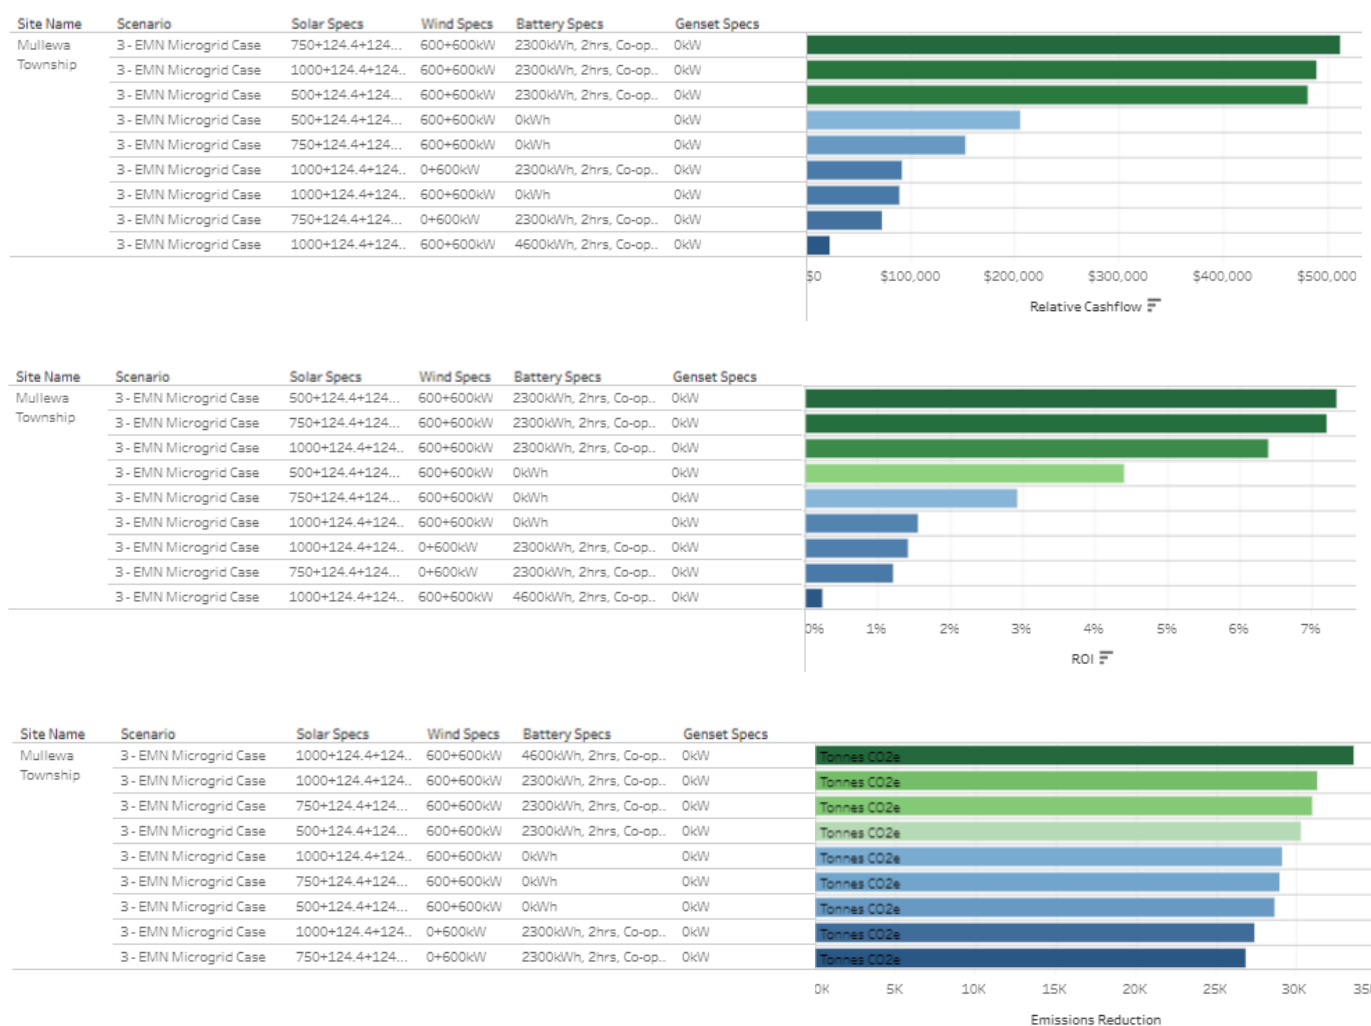 Site Name Scenario Solar Specs Wind Specs Battery Specs Genset Specs
Mullewa Township 3 - EMN Microgrid Case 750+124.4+124... 600+600kW 2300kWh, 2hrs, Co-op.. 0kW
3 - EMN Microgrid Case 1000+124.4+124.. 600+600kW 2300kWh, 2hrs, Co-op.. 0kW
3 - EMN Microgrid Case 500+124.4+124... 600+600kW 2300kWh, 2hrs, Co-op.. 0kW
3 - EMN Microgrid Case 500+124.4+124... 600+600kW 0kWh 0kW
3 - EMN Microgrid Case 750+124.4+124... 600+600kW 0kWh 0kW
3 - EMN Microgrid Case 1000+124.4+124.. 0+600kW 2300kWh, 2hrs, Co-op.. 0kW
3 - EMN Microgrid Case 1000+124.4+124.. 600+600kW 0kWh 0kW
3 - EMN Microgrid Case 750+124.4+124... 0+600kW 2300kWh, 2hrs, Co-op.. 0kW
3 - EMN Microgrid Case 1000+124.4+124.. 600+600kW 4600kWh, 2hrs, Co-op.. 0kW
$0 $100,000 $200,000 $300,000 $400,000 $500,000
Relative Cashflow
Site Name Scenario Solar Specs Wind Specs Battery Specs Genset Specs
Mullewa Township 3 - EMN Microgrid Case 500+124.4+124... 600+600kW 2300kWh, 2hrs, Co-op.. 0kW
3 - EMN Microgrid Case 750+124.4+124... 600+600kW 2300kWh, 2hrs, Co-op.. 0kW
3 - EMN Microgrid Case 1000+124.4+124.. 600+600kW 2300kWh, 2hrs, Co-op.. 0kW
3 - EMN Microgrid Case 500+124.4+124... 600+600kW 0kWh 0kW
3 - EMN Microgrid Case 750+124.4+124... 600+600kW 0kWh 0kW
3 - EMN Microgrid Case 1000+124.4+124.. 600+600kW 0kWh 0kW
3 - EMN Microgrid Case 1000+124.4+124.. 0+600kW 2300kWh, 2hrs, Co-op.. 0kW
3 - EMN Microgrid Case 750+124.4+124... 0+600kW 2300kWh, 2hrs, Co-op.. 0kW
3 - EMN Microgrid Case 1000+124.4+124.. 600+600kW 4600kWh, 2hrs, Co-op.. 0kW
0% 1% 2% 3% 4% 5% 6% 7%
ROI
Site Name Scenario Solar Specs Wind Specs Battery Specs Genset Specs
Mullewa Township 3 - EMN Microgrid Case 1000+124.4+124.. 600+600kW 4600kWh, 2hrs, Co-op.. 0kW Tonnes CO2e
3 - EMN Microgrid Case 1000+124.4+124.. 600+600kW 2300kWh, 2hrs, Co-op.. 0kW Tonnes CO2e
3 - EMN Microgrid Case 750+124.4+124... 600+600kW 2300kWh, 2hrs, Co-op.. 0kW Tonnes CO2e
3 - EMN Microgrid Case 500+124.4+124... 600+600kW 2300kWh, 2hrs, Co-op.. 0kW Tonnes CO2e
3 - EMN Microgrid Case 1000+124.4+124.. 600+600kW 0kWh 0kW Tonnes CO2e
3 - EMN Microgrid Case 750+124.4+124... 600+600kW 0kWh 0kW Tonnes CO2e
3 - EMN Microgrid Case 500+124.4+124... 600+600kW 0kWh 0kW Tonnes CO2e
3 - EMN Microgrid Case 1000+124.4+124.. 0+600kW 2300kWh, 2hrs, Co-op.. 0kW Tonnes CO2e
3 - EMN Microgrid Case 750+124.4+124... 0+600kW 2300kWh, 2hrs, Co-op.. 0kW Tonnes CO2e
0K 5K 10K 15K 20K 25K 30K
Emissions Reduction